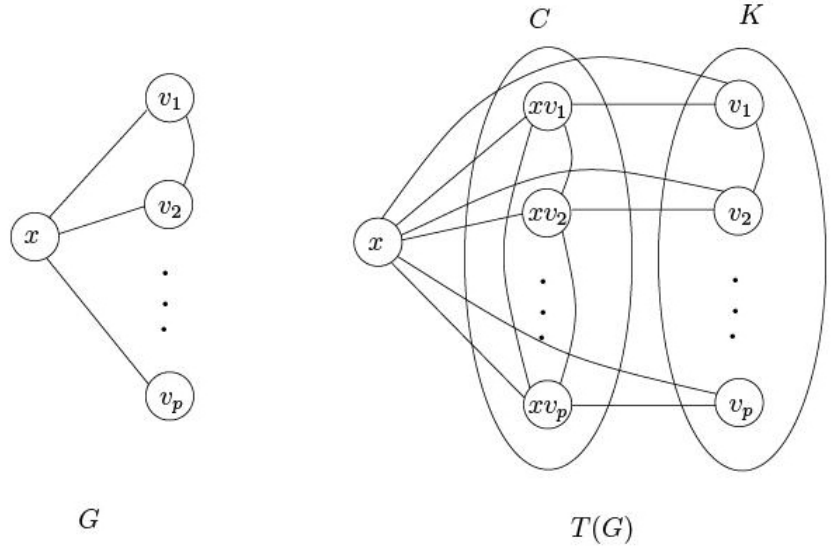 C K
v₁ xv₁ v₁
v₂ xv₂ v₂
x x
vₚ xvₚ vₚ
G T(G)